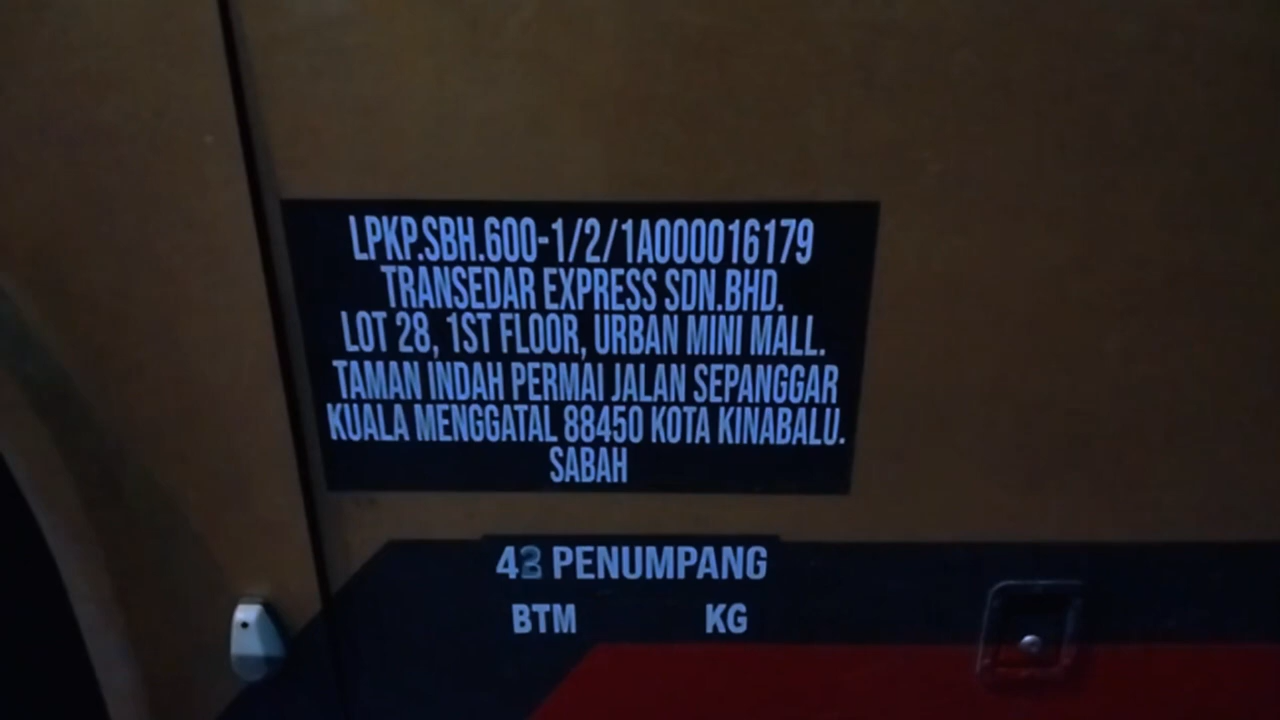 LPKP.SBH.600-1/2/1A000016179
TRANSEDAR EXPRESS SDN.BHD.
LOT 28, 1ST FLOOR, URBAN MINI MALL.
TAMAN INDAH PERMAI JALAN SEPANGGAR
KUALA MENGGATAL 88450 KOTA KINABALU.
SABAH
43 PENUMPANG
BTM KG